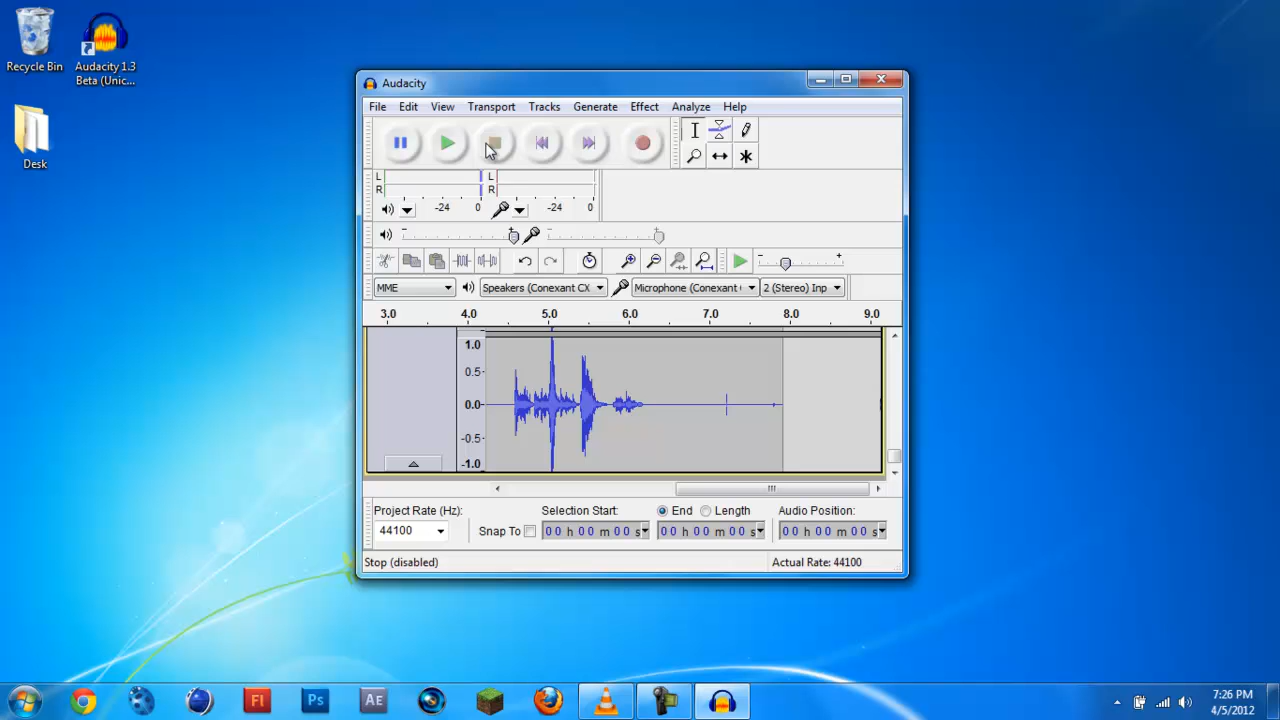 Recycle Bin
Audacity 1.3
Beta (Unic...
Desk
Audacity
File Edit View Transport Tracks Generate Effect Analyze Help
L L
R R
-24 0 -24 0
- + - +
- +
MME Speakers (Conexant CX Microphone (Conexant 2 (Stereo) Inp
3.0 4.0 5.0 6.0 7.0 8.0 9.0
1.0
0.5
0.0
-0.5
-1.0
Project Rate (Hz): Selection Start: End Length Audio Position:
44100 Snap To 00 h 00 m 00 s 00 h 00 m 00 s 00 h 00 m 00 s
Stop (disabled) Actual Rate: 44100
Fl Ps AE
7:26 PM
4/5/2012